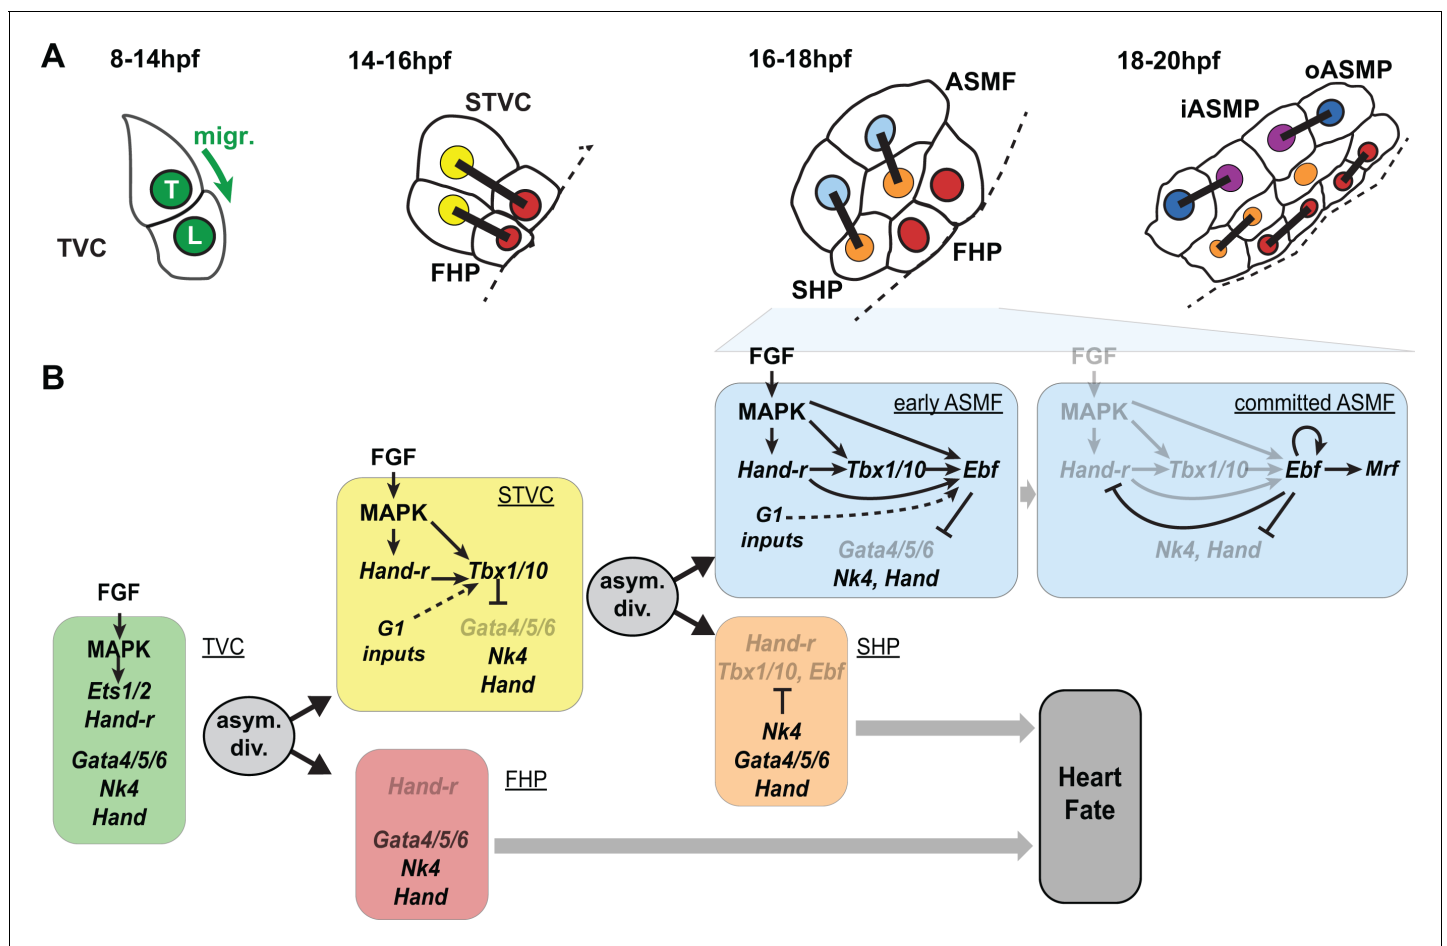 A
8-14hpf
14-16hpf
16-18hpf
18-20hpf
STVC
ASMF
oASMP
iASMP
migr.
T
L
TVC
FHP
FHP
SHP
B
FGF
MAPK
early ASMF
Hand-r
Tbx1/10
Ebf
G1
inputs
Gata4/5/6
Nk4, Hand
FGF
MAPK
committed ASMF
Hand-r
Tbx1/10
Ebf
Mrf
Nk4, Hand
FGF
STVC
MAPK
Hand-r
Tbx1/10
G1
inputs
Gata4/5/6
Nk4
Hand
asym.
div.
FGF
MAPK
TVC
Ets1/2
Hand-r
Gata4/5/6
Nk4
Hand
asym.
div.
Hand-r
Tbx1/10, Ebf
SHP
Nk4
Gata4/5/6
Hand
Hand-r
FHP
Gata4/5/6
Nk4
Hand
Heart
Fate